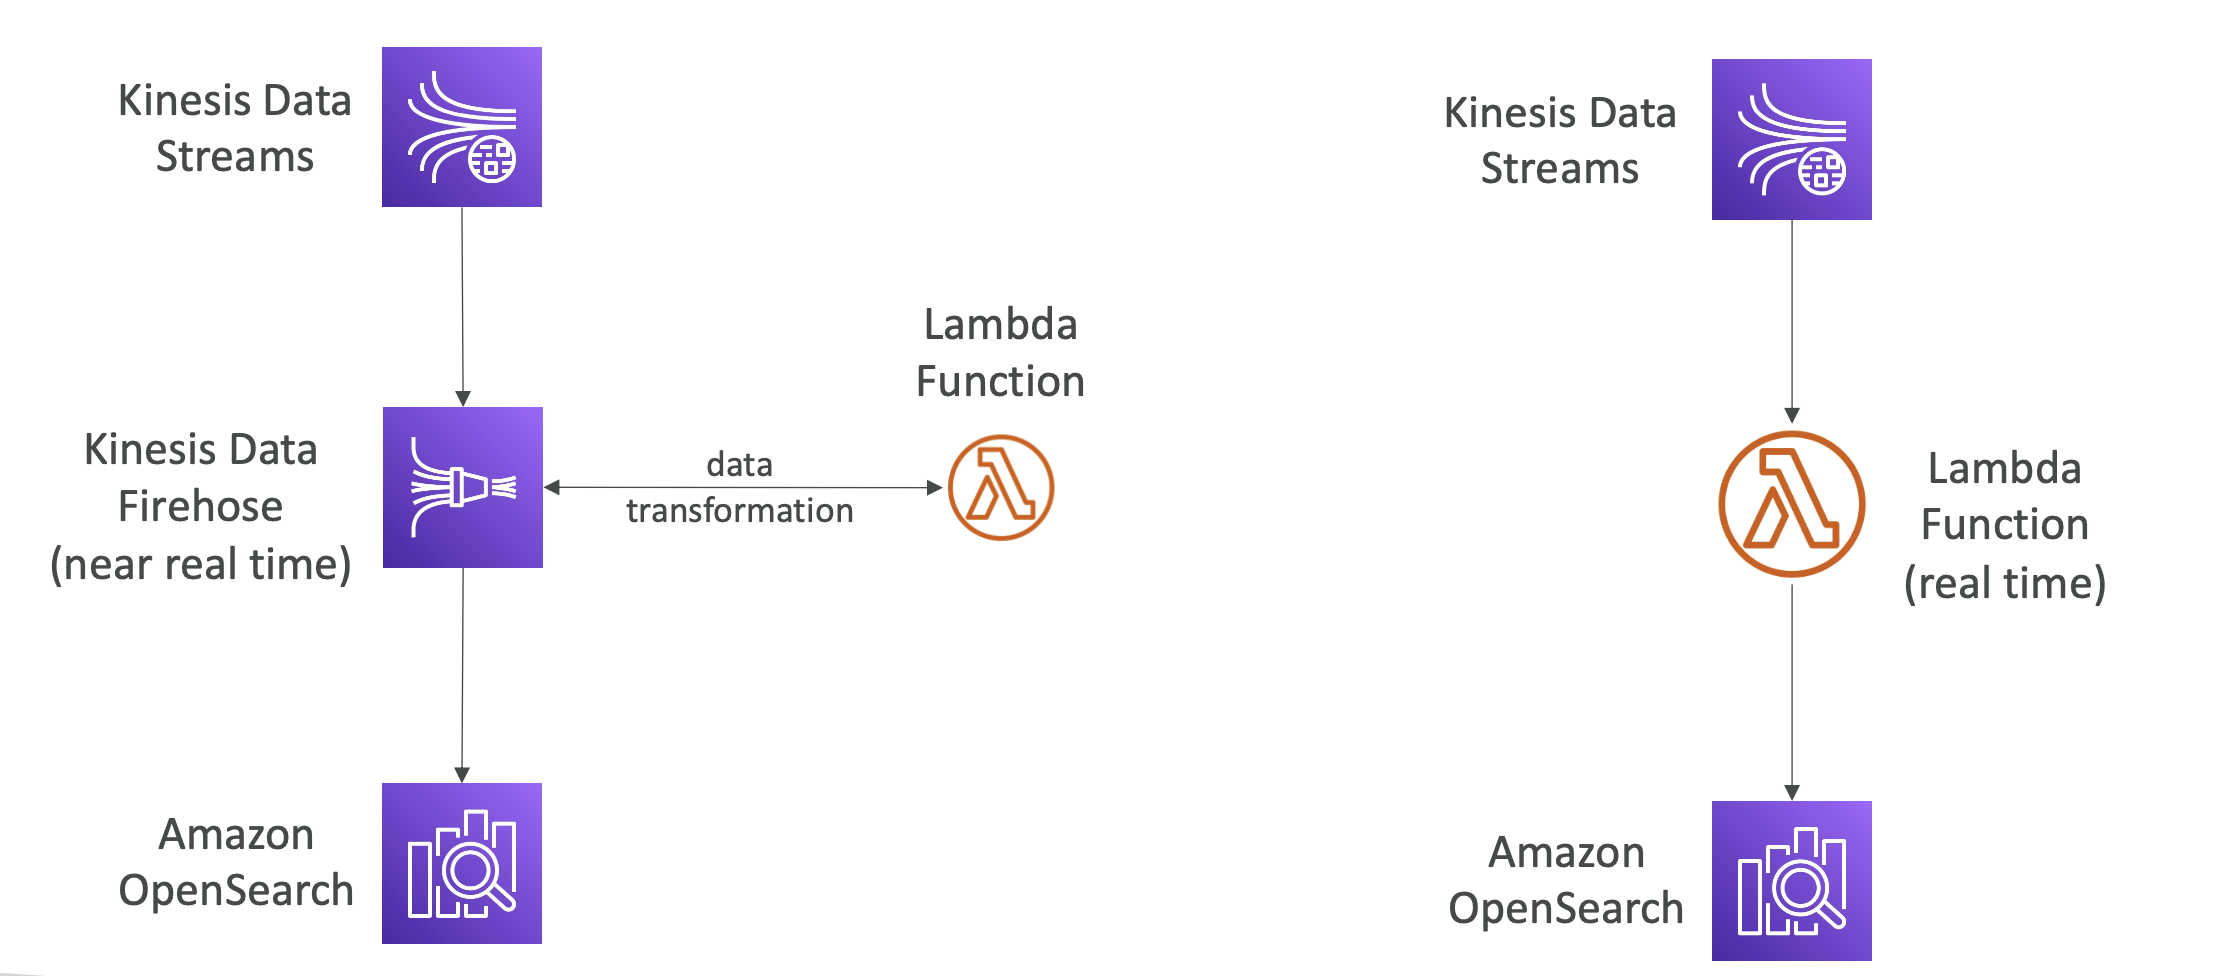 Kinesis Data
Streams
Kinesis Data
Firehose
(near real time)
data
transformation
Lambda
Function
Amazon
OpenSearch
Kinesis Data
Streams
Lambda
Function
(real time)
Amazon
OpenSearch